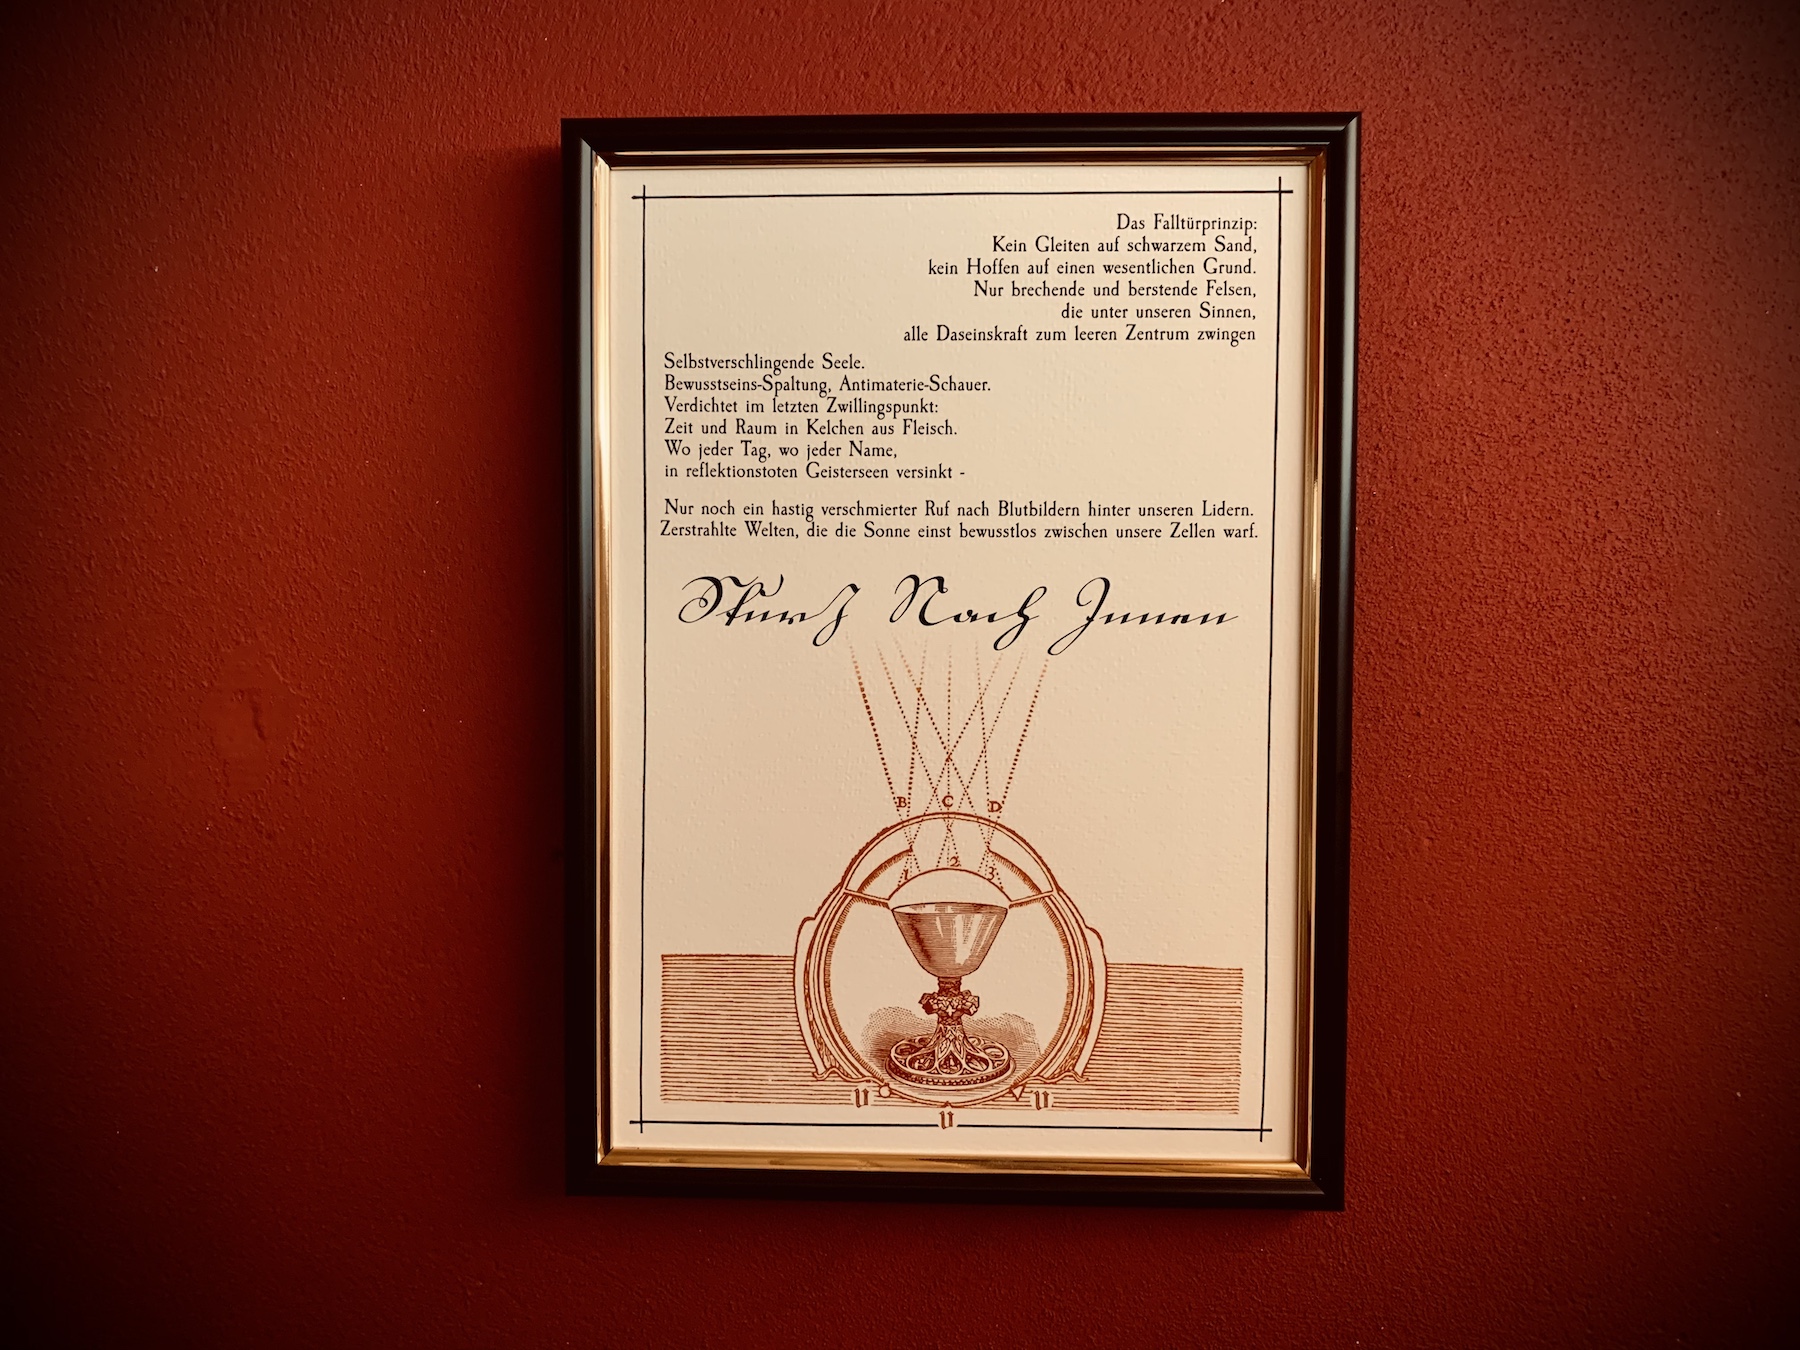 Das Falltürprinzip:
Kein Gleiten auf schwarzem Sand,
kein Hoffen auf einen wesentlichen Grund.
Nur brechende und berstende Felsen,
die unter unseren Sinnen,
alle Daseinskraft zum leeren Zentrum zwingen
Selbstverschlingende Seele.
Bewusstseins-Spaltung, Antimaterie-Schauer.
Verdichtet im letzten Zwillingspunkt:
Zeit und Raum in Kelchen aus Fleisch.
Wo jeder Tag, wo jeder Name,
in reflektionstoten Geisterseen versinkt -
Nur noch ein hastig verschmierter Ruf nach Blutbildern hinter unseren Lidern.
Zerstrahlte Welten, die die Sonne einst bewusstlos zwischen unsere Zellen warf.
Sturz Nach Innen
B C D
1 2 3
U U U